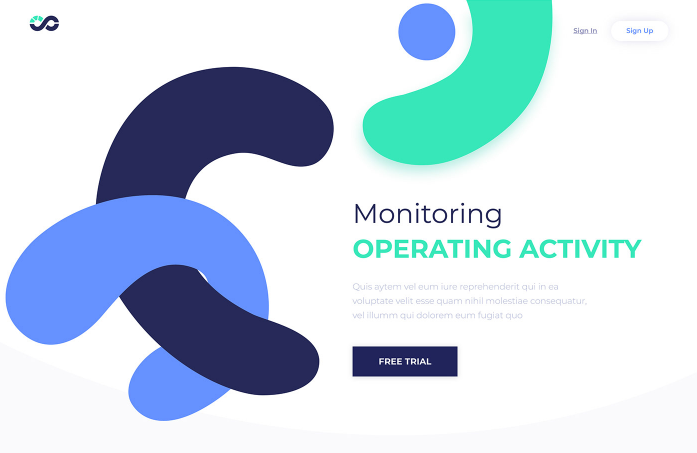 Sign In
Sign Up
Monitoring
OPERATING ACTIVITY
Quis aytem vel eum iure reprehenderit qui in ea
voluptate velit esse quam nihil molestiae consequatur,
vel illumm qui dolorem eum fugiat quo
FREE TRIAL